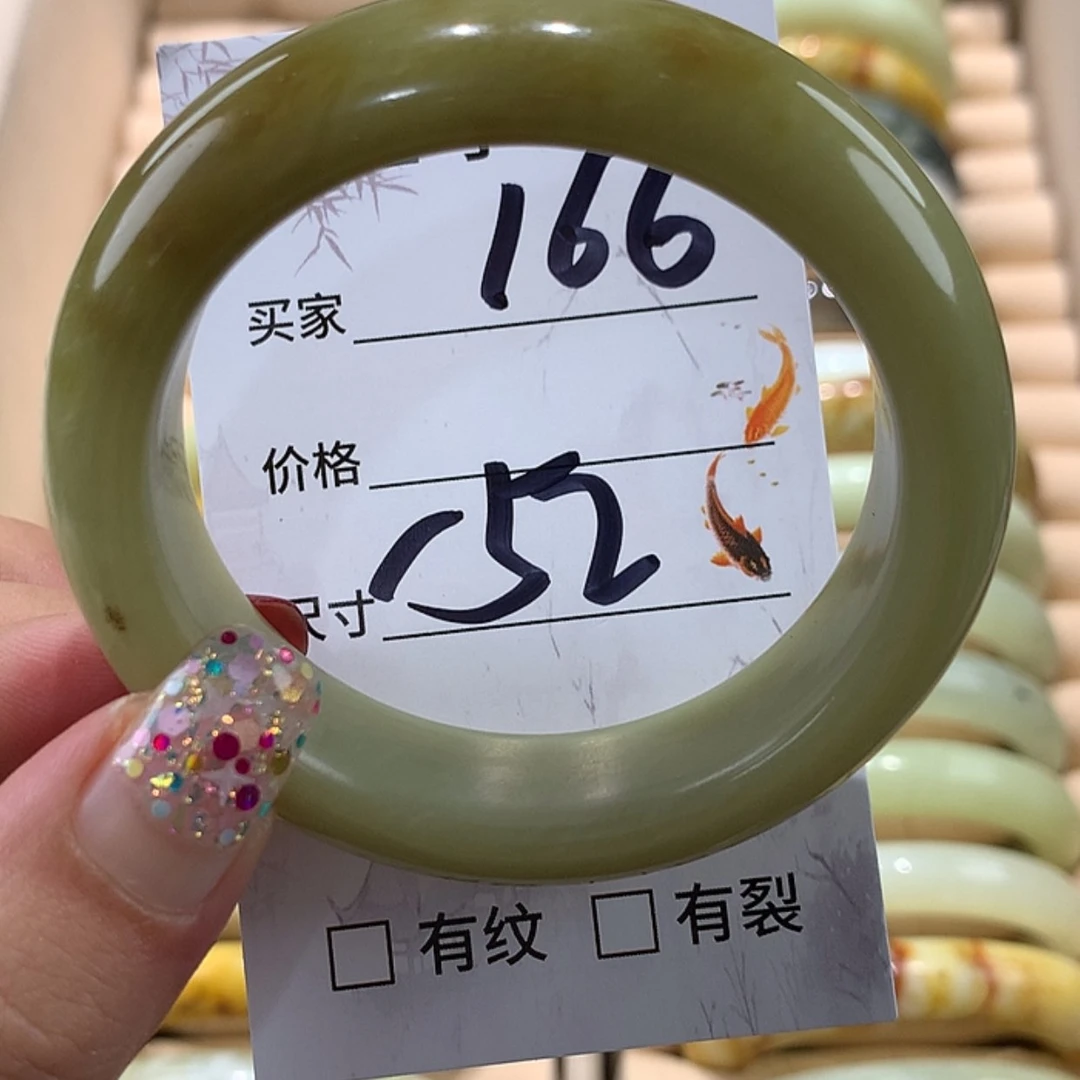 166
买家
价格
尺寸 152
□ 有纹 □ 有裂